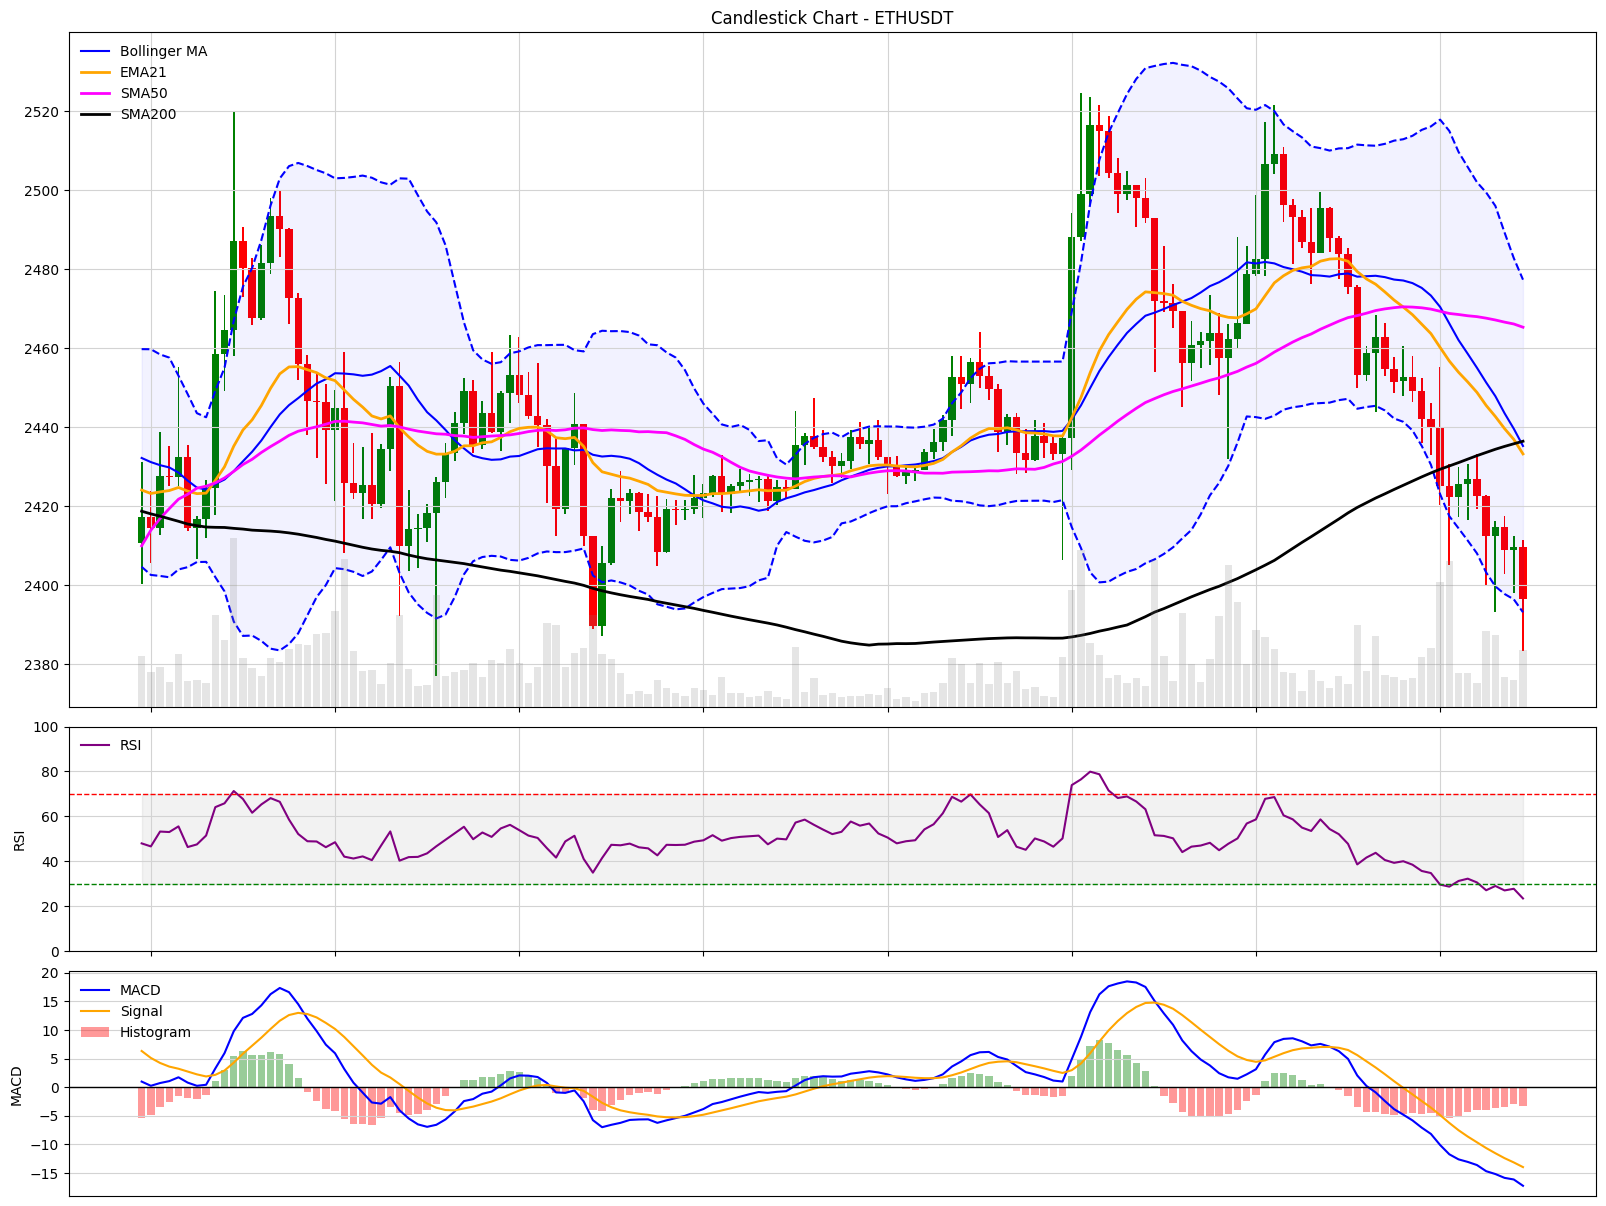 Candlestick Chart - ETHUSDT
Bollinger MA
EMA21
SMA50
SMA200
2520
2500
2480
2460
2440
2420
2400
2380
RSI
100
80
60
40
20
0
RSI
MACD
Signal
Histogram
20
15
10
5
0
−5
−10
−15
MACD